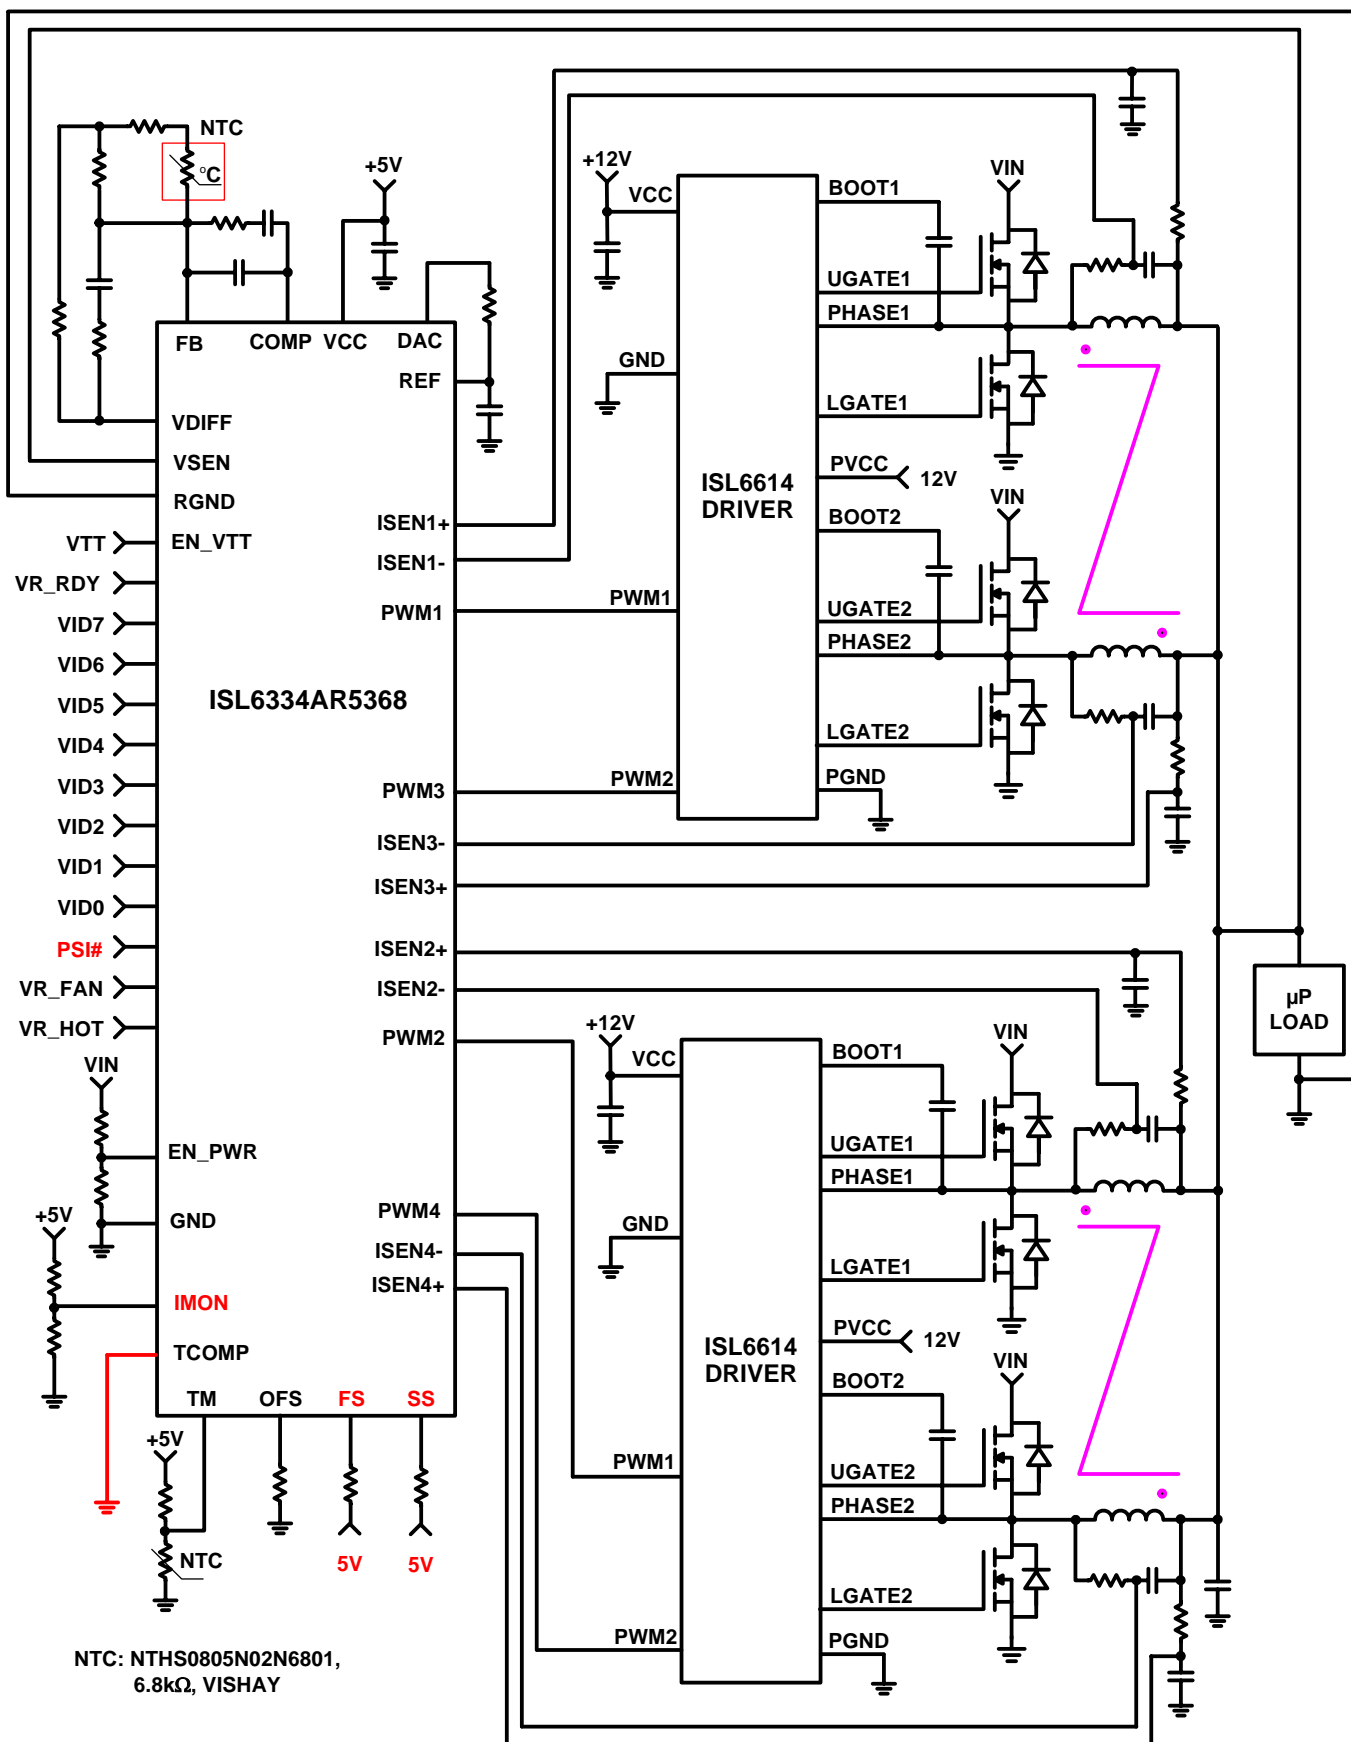 NTC
°C
+5V
FB
COMP
VCC
DAC
REF
VDIFF
VSEN
RGND
VTT
EN_VTT
VR_RDY
VID7
VID6
VID5
VID4
VID3
VID2
VID1
VID0
PSI#
VR_FAN
VR_HOT
VIN
EN_PWR
+5V
GND
IMON
TCOMP
TM
OFS
FS
SS
+5V
NTC
5V
5V
ISL6334AR5368
ISEN1+
ISEN1-
PWM1
PWM3
ISEN3-
ISEN3+
ISEN2+
ISEN2-
PWM2
PWM4
ISEN4-
ISEN4+
+12V
VCC
GND
PWM1
PWM2
ISL6614
DRIVER
BOOT1
UGATE1
PHASE1
LGATE1
PVCC
12V
BOOT2
UGATE2
PHASE2
LGATE2
PGND
VIN
VIN
+12V
VCC
GND
PWM1
PWM2
ISL6614
DRIVER
BOOT1
UGATE1
PHASE1
LGATE1
PVCC
12V
BOOT2
UGATE2
PHASE2
LGATE2
PGND
VIN
VIN
µP
LOAD
NTC: NTHS0805N02N6801,
6.8kΩ, VISHAY